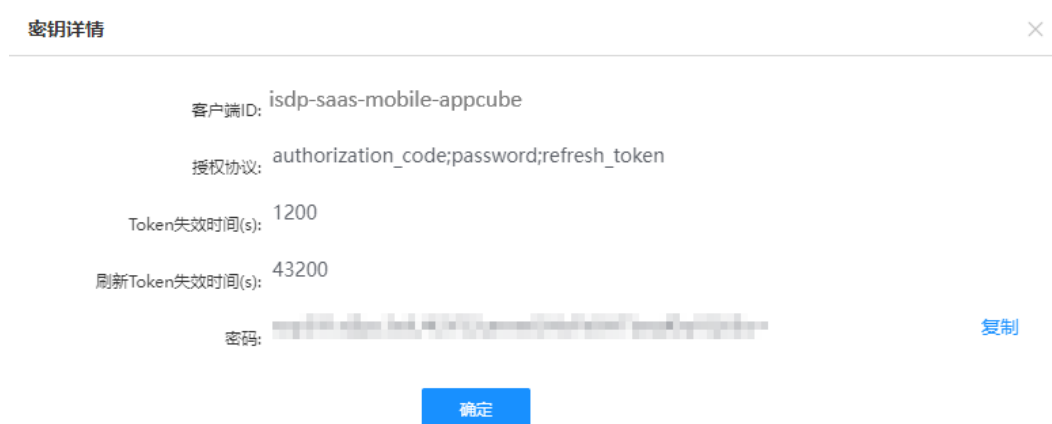 密钥详情
客户端ID: isdp-saas-mobile-appcube
授权协议: authorization_code;password;refresh_token
Token失效时间(s): 1200
刷新Token失效时间(s): 43200
密码: 复制
确定